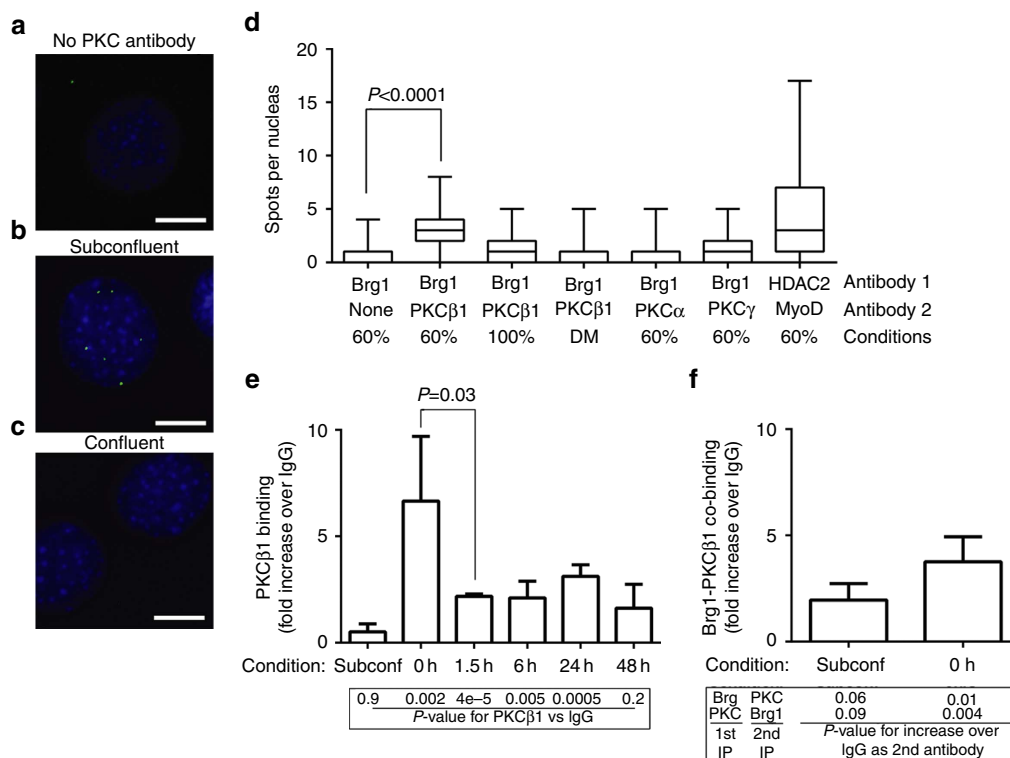 a
No PKC antibody
b
Subconfluent
c
Confluent
d
20
15
10
5
0
Spots per nucleas
P<0.0001
Brg1 Brg1 Brg1 Brg1 Brg1 Brg1 HDAC2 Antibody 1
None PKCβ1 PKCβ1 PKCβ1 PKCα PKCγ MyoD Antibody 2
60% 60% 100% DM 60% 60% 60% Conditions
e
P=0.03
10
5
0
PKCβ1 binding
(fold increase over IgG)
Condition: Subconf 0 h 1.5 h 6 h 24 h 48 h
0.9 0.002 4e–5 0.005 0.0005 0.2
P-value for PKCβ1 vs IgG
f
10
5
0
Brg1-PKCβ1 co-binding
(fold increase over IgG)
Condition: Subconf 0 h
Brg PKC 0.06 0.01
PKC Brg1 0.09 0.004
1st 2nd P-value for increase over
IP IP IgG as 2nd antibody